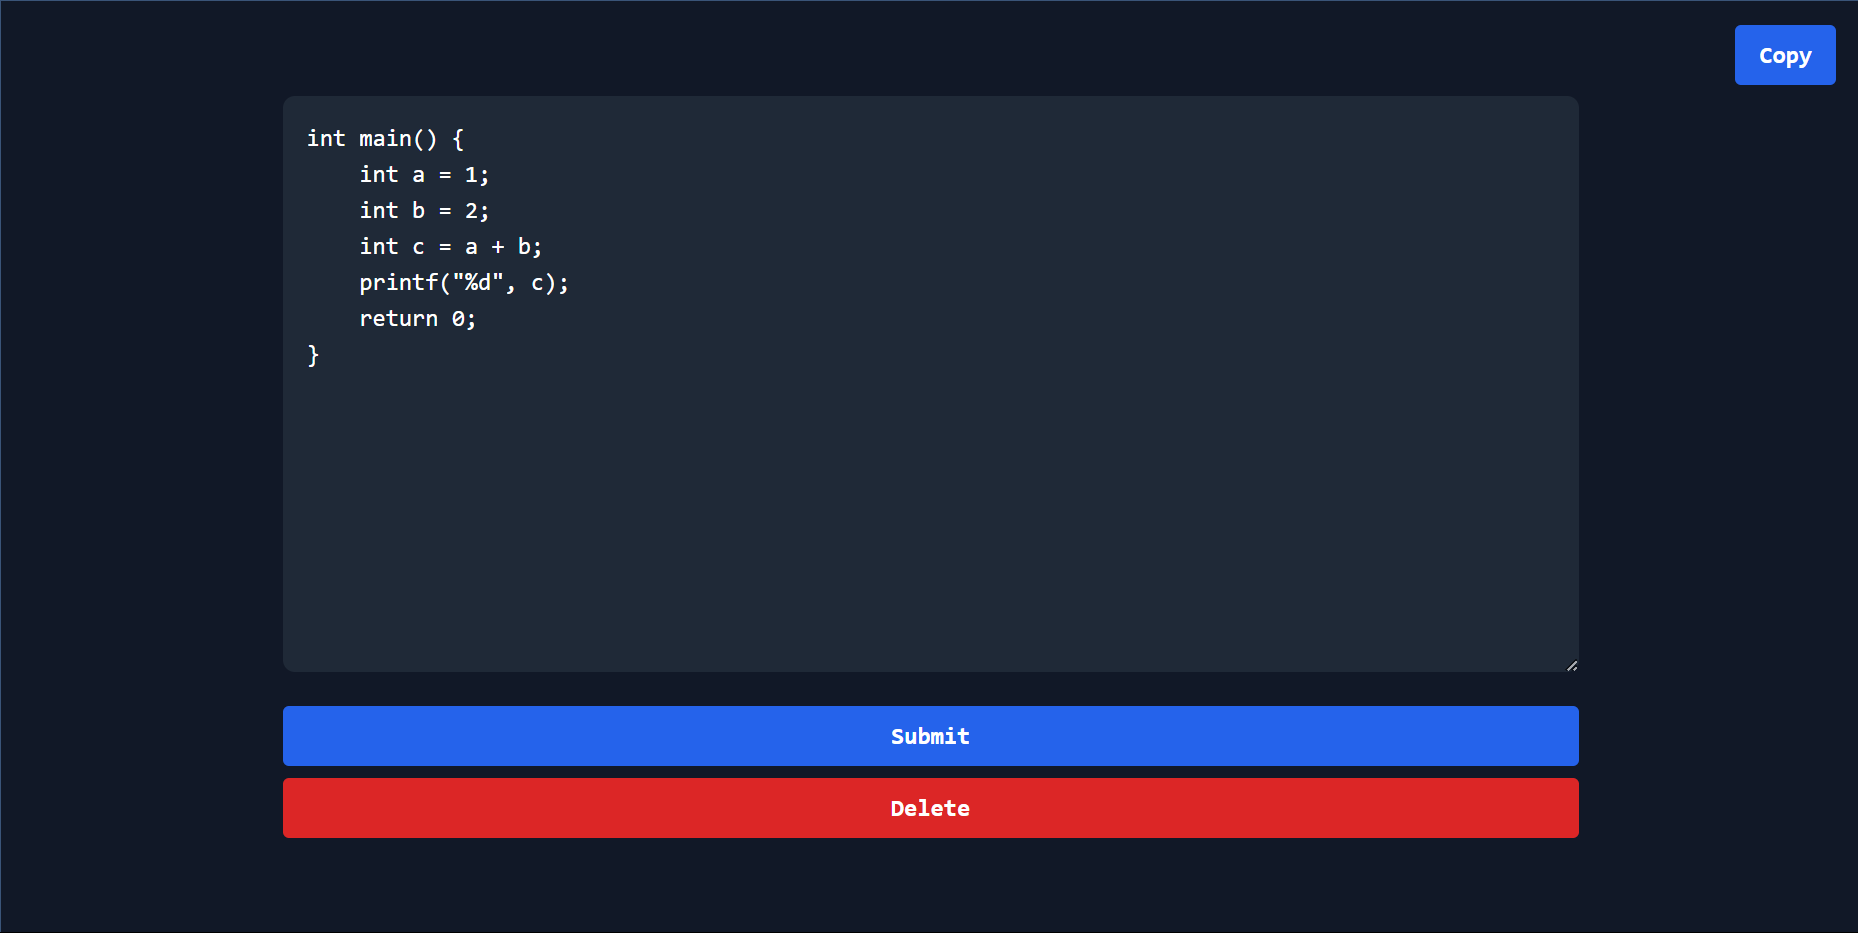 Copy
int main() {
    int a = 1;
    int b = 2;
    int c = a + b;
    printf("%d", c);
    return 0;
}
Submit
Delete